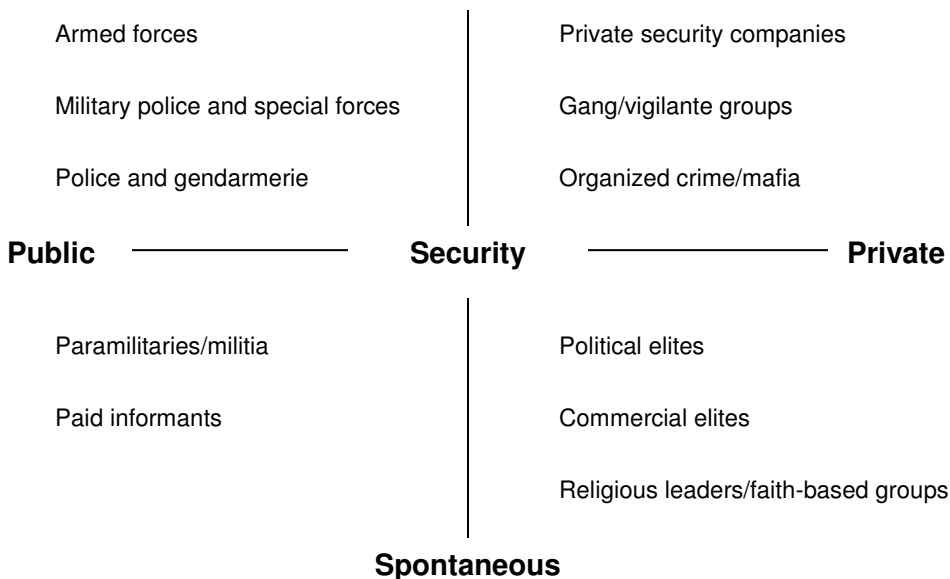 Armed forces
Private security companies
Military police and special forces
Gang/vigilante groups
Police and gendarmerie
Organized crime/mafia
Public
Security
Private
Paramilitaries/militia
Political elites
Paid informants
Commercial elites
Religious leaders/faith-based groups
Spontaneous